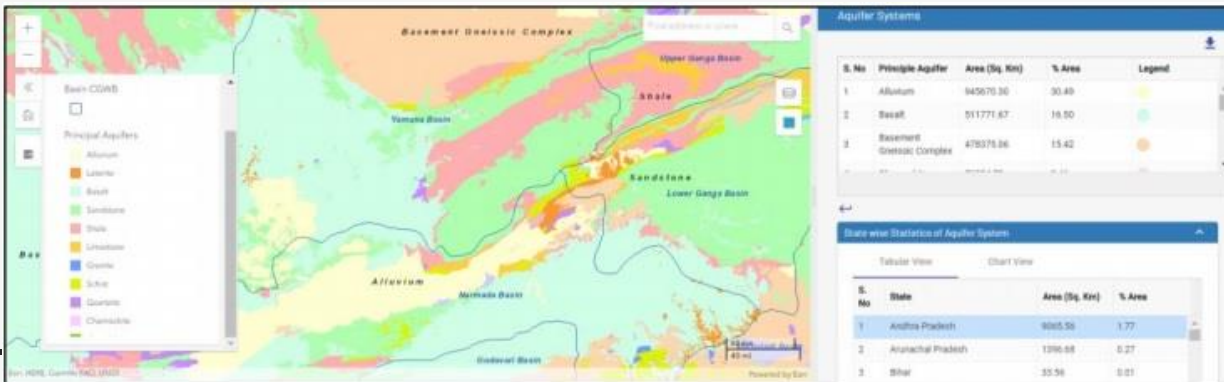 Basin CGWB
Principal Aquifers
Alluvium
Laterite
Basalt
Sandstone
Shale
Limestone
Granite
Schist
Quartzite
Charnockite
Basement Gneissic Complex
Upper Ganga Basin
Shale
Yamuna Basin
Sandstone
Lower Ganga Basin
Alluvium
Narmada Basin
Godavari Basin
40 mi
Powered by Esri
Aquifer Systems
S. No Principle Aquifer Area (Sq. Km) % Area Legend
1 Alluvium 945670.30 30.49
2 Basalt 511771.67 16.50
3 Basement Gneissic Complex 478375.06 15.42
State wise Statistics of Aquifer System
Tabular View Chart View
S. No State Area (Sq. Km) % Area
1 Andhra Pradesh 9065.56 1.77
2 Arunachal Pradesh 1396.68 0.27
3 Bihar 33.56 0.01